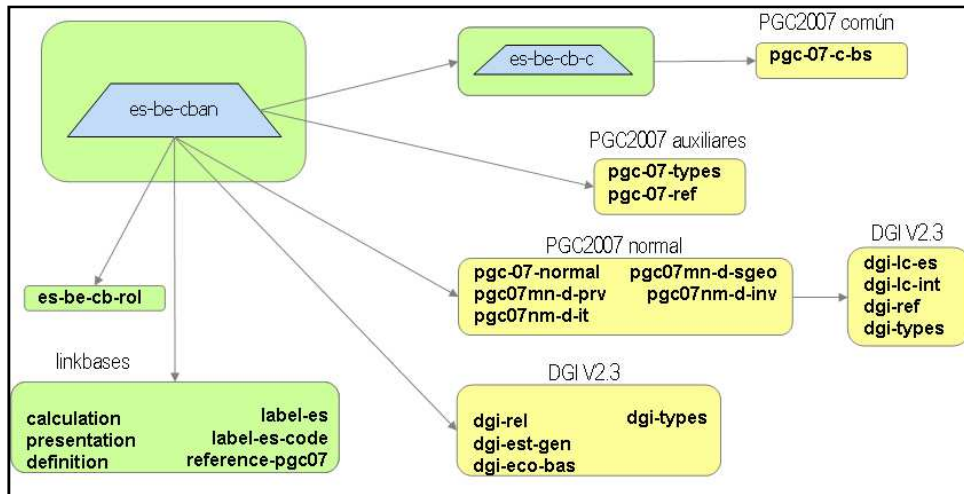 PGC2007 común
es-be-cb-c
pgc-07-c-bs
es-be-cban
PGC2007 auxiliares
pgc-07-types
pgc-07-ref
PGC2007 normal
pgc-07-normal pgc07mn-d-sgeo
pgc07mn-d-prv pgc07nm-d-inv
pgc07nm-d-it
DGI V2.3
dgi-lc-es
dgi-lc-int
dgi-ref
dgi-types
es-be-cb-rol
linkbases
calculation label-es
presentation label-es-code
definition reference-pgc07
DGI V2.3
dgi-rel dgi-types
dgi-est-gen
dgi-eco-bas